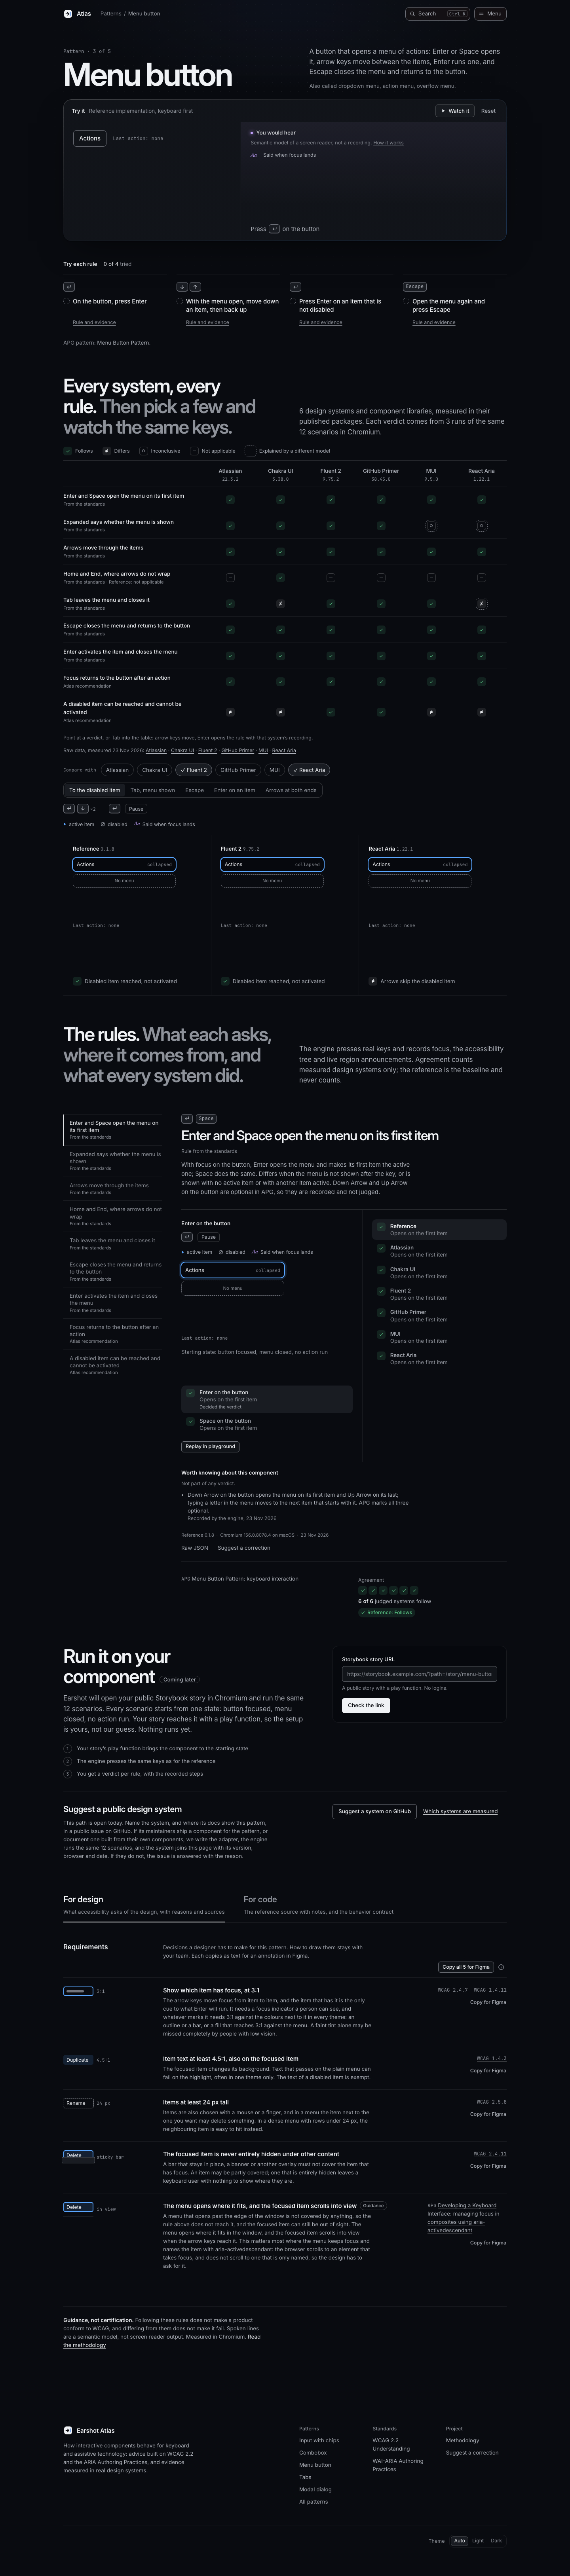 Atlas
Patterns / Menu button
Search Ctrl K
Menu
Pattern · 3 of 5
Menu button
A button that opens a menu of actions: Enter or Space opens
it, arrow keys move between the items, Enter runs one, and
Escape closes the menu and returns to the button.
Also called dropdown menu, action menu, overflow menu.
Try it Reference implementation, keyboard first
Watch it
Reset
Actions
Last action: none
You would hear
Semantic model of a screen reader, not a recording. How it works
Said when focus lands
Press ↵ on the button
Try each rule 0 of 4 tried
↵
On the button, press Enter
Rule and evidence
↓ ↑
With the menu open, move down
an item, then back up
Rule and evidence
↵
Press Enter on an item that is
not disabled
Rule and evidence
Escape
Open the menu again and
press Escape
Rule and evidence
APG pattern: Menu Button Pattern
Every system, every
rule. Then pick a few and
watch the same keys.
6 design systems and component libraries, measured in their
published packages. Each verdict comes from 3 runs of the same
12 scenarios in Chromium.
Follows
Differs
Inconclusive
Not applicable
Explained by a different model
Atlassian Chakra UI Fluent 2 GitHub Primer MUI React Aria
Enter and Space open the menu on its first item
From the standards
Expanded says whether the menu is shown
From the standards
Arrows move through the items
From the standards
Home and End, where arrows do not wrap
From the standards · Reference: not applicable
Tab leaves the menu and closes it
From the standards
Escape closes the menu and returns to the button
From the standards
Enter activates the item and closes the menu
From the standards
Focus returns to the button after an action
Atlas recommendation
A disabled item can be reached and cannot be
activated
Atlas recommendation
Point at a verdict, or Tab into the table: arrow keys move, Enter opens the rule with that system's recording.
Raw data, measured 23 Nov 2026: Atlassian · Chakra UI · Fluent 2 · GitHub Primer · MUI · React Aria
Compare with
Atlassian
Chakra UI
✓ Fluent 2
GitHub Primer
MUI
✓ React Aria
To the disabled item
Tab, menu shown
Escape
Enter on an item
Arrows at both ends
↵ ↓ ×2 ↵ Pause
active item
disabled
Said when focus lands
Reference 0.1.8
Actions collapsed
No menu
Last action: none
Disabled item reached, not activated
Fluent 2 9.75.2
Actions collapsed
No menu
Last action: none
Disabled item reached, not activated
React Aria 1.22.1
Actions collapsed
No menu
Last action: none
Arrows skip the disabled item
The rules. What each asks,
where it comes from, and
what every system did.
The engine presses real keys and records focus, the accessibility
tree and live region announcements. Agreement counts
measured design systems only; the reference is the baseline and
never counts.
Enter and Space open the menu on
its first item
From the standards
Expanded says whether the menu is
shown
From the standards
Arrows move through the items
From the standards
Home and End, where arrows do not
wrap
From the standards
Tab leaves the menu and closes it
From the standards
Escape closes the menu and returns
to the button
From the standards
Enter activates the item and closes
the menu
From the standards
Focus returns to the button after an
action
Atlas recommendation
A disabled item can be reached and
cannot be activated
Atlas recommendation
↵ Space
Enter and Space open the menu on its first item
Rule from the standards
With focus on the button, Enter opens the menu and maps to its first item the active
one; Space does the same. Differs when the menu is not shown after the key, or is
shown with no active item or with another item made active. Down Arrow and Up Arrow
on the button are optional in APG, so they are recorded and not judged.
Enter on the button
↵ Pause
active item
disabled
Said when focus lands
Actions collapsed
No menu
Last action: none
Starting state: button focused, menu closed, no action run
Enter on the button
Opens on the first item
Decided the verdict
Space on the button
Opens on the first item
Replay in playground
Reference
Opens on the first item
Atlassian
Opens on the first item
Chakra UI
Opens on the first item
Fluent 2
Opens on the first item
GitHub Primer
Opens on the first item
MUI
Opens on the first item
React Aria
Opens on the first item
Worth knowing about this component
Not part of any verdict.
• Down Arrow on the button opens the menu on its first item and Up Arrow on its last;
typing a letter in the menu moves to the next item that starts with it. APG marks all three
optional.
Recorded by the engine, 23 Nov 2026
Raw JSON
Suggest a correction
APG Menu Button Pattern: keyboard interaction
Agreement
6 of 6 judged systems follow
Reference: Follows
Run it on your
component Coming later
Earshot will open your public Storybook story in Chromium and run the same
12 scenarios. Every scenario starts from one state: button focused, menu
closed, no action run. Your story reaches it with a play function, so the setup
is yours, not our guess. Nothing runs yet.
1 Your story's play function brings the component to the starting state
2 The engine presses the same keys as for the reference
3 You get a verdict per rule, with the recorded steps
Storybook story URL
https://storybook.example.com/?path=/story/menu-button
A public story with a play function. No logins.
Check the link
Suggest a public design system
This path is open today. Name the system, and where its docs show this pattern,
in a public issue on GitHub. If its maintainers ship a component for the pattern, or
document one built from their own components, we write the adapter, the engine
runs the same 12 scenarios, and the system joins this page with its version,
browser and date. If they do not, the issue is answered with the reason.
Suggest a system on GitHub
Which systems are measured
For design
What accessibility asks of the design, with reasons and sources
For code
The reference source with notes, and the behavior contract
Requirements
Decisions a designer has to make for this pattern. How to draw them stays with
your team. Each copies as text for an annotation in Figma.
Copy all 5 for Figma
3:1
Show which item has focus, at 3:1
The arrow keys move focus from item to item, and the item that has it is the only
cue to what Enter will run. It needs a focus indicator a person can see, and
whatever marks it needs 3:1 against the colours next to it in every theme: an
outline or a bar, or a fill that reaches 3:1 against the menu. A faint tint alone may be
missed completely by people with low vision.
WCAG 2.4.7 · WCAG 1.4.11
Copy for Figma
Duplicate 4.5:1
Item text at least 4.5:1, also on the focused item
The focused item changes its background. Text that passes on the plain menu can
fail on the highlight, often in one theme only. The text of a disabled item is exempt.
WCAG 1.4.3
Copy for Figma
Rename 24 px
Items at least 24 px tall
Items are also chosen with a mouse or a finger, and in a menu the item next to the
one you want may delete something. In a dense menu with rows under 24 px, the
neighbouring item is easy to hit instead.
WCAG 2.5.8
Copy for Figma
Delete sticky bar
The focused item is never entirely hidden under other content
A bar that stays in place, a banner or another overlay must not cover the item that
has focus. An item may be partly covered; one that is entirely hidden leaves a
keyboard user with nothing to show where they are.
WCAG 2.4.11
Copy for Figma
Delete in view
The menu opens where it fits, and the focused item scrolls into view Guidance
A menu that opens past the edge of the window is not covered by anything, so the
rule above does not reach it, and the focused item can still be out of sight. The
menu opens where it fits in the window, and the focused item scrolls into view
when the arrow keys reach it. This matters most where the menu keeps focus and
names the item with aria-activedescendant: the browser scrolls to an element that
takes focus, and does not scroll to one that is only named, so the design has to
ask for it.
APG Developing a Keyboard
Interface: managing focus in
composites using aria-
activedescendant
Copy for Figma
Guidance, not certification. Following these rules does not make a product
conform to WCAG, and differing from them does not make it fail. Spoken lines
are a semantic model, not screen reader output. Measured in Chromium. Read
the methodology
Earshot Atlas
How interactive components behave for keyboard
and assistive technology: advice built on WCAG 2.2
and the ARIA Authoring Practices, and evidence
measured in real design systems.
Patterns
Input with chips
Combobox
Menu button
Tabs
Modal dialog
All patterns
Standards
WCAG 2.2
Understanding
WAI-ARIA Authoring
Practices
Project
Methodology
Suggest a correction
Theme Auto Light Dark